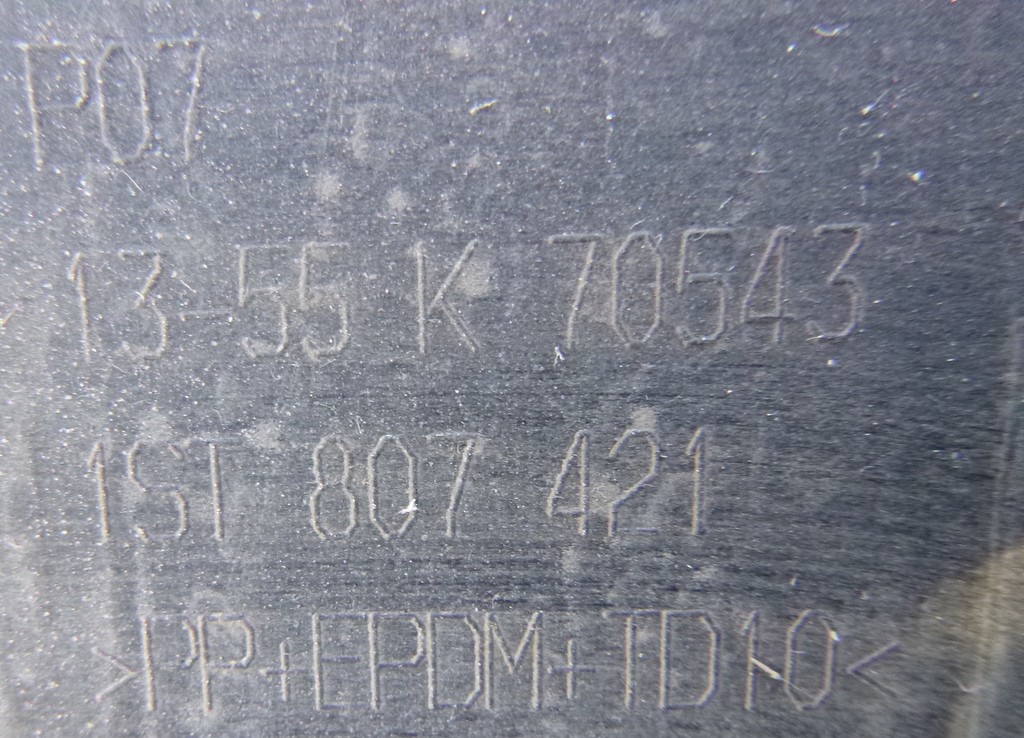 P07
13-55 K 70543
1ST 807 421
>PP+EPDM+TD10<